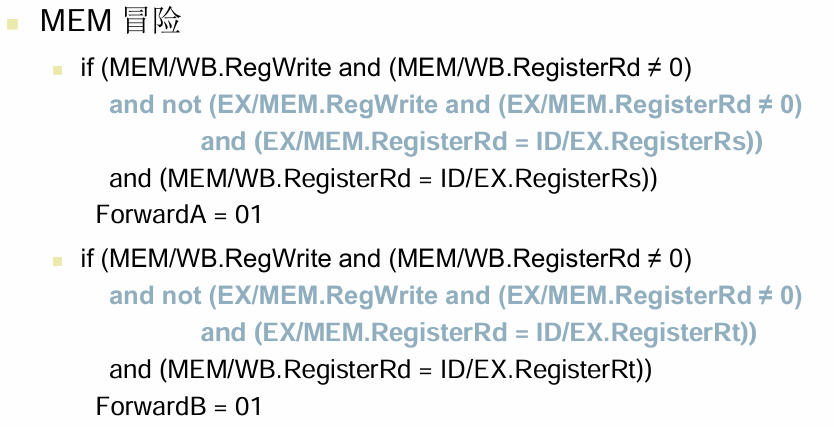 MEM 冒险
if (MEM/WB.RegWrite and (MEM/WB.RegisterRd ≠ 0)
and not (EX/MEM.RegWrite and (EX/MEM.RegisterRd ≠ 0)
and (EX/MEM.RegisterRd = ID/EX.RegisterRs))
and (MEM/WB.RegisterRd = ID/EX.RegisterRs))
ForwardA = 01
if (MEM/WB.RegWrite and (MEM/WB.RegisterRd ≠ 0)
and not (EX/MEM.RegWrite and (EX/MEM.RegisterRd ≠ 0)
and (EX/MEM.RegisterRd = ID/EX.RegisterRt))
and (MEM/WB.RegisterRd = ID/EX.RegisterRt))
ForwardB = 01